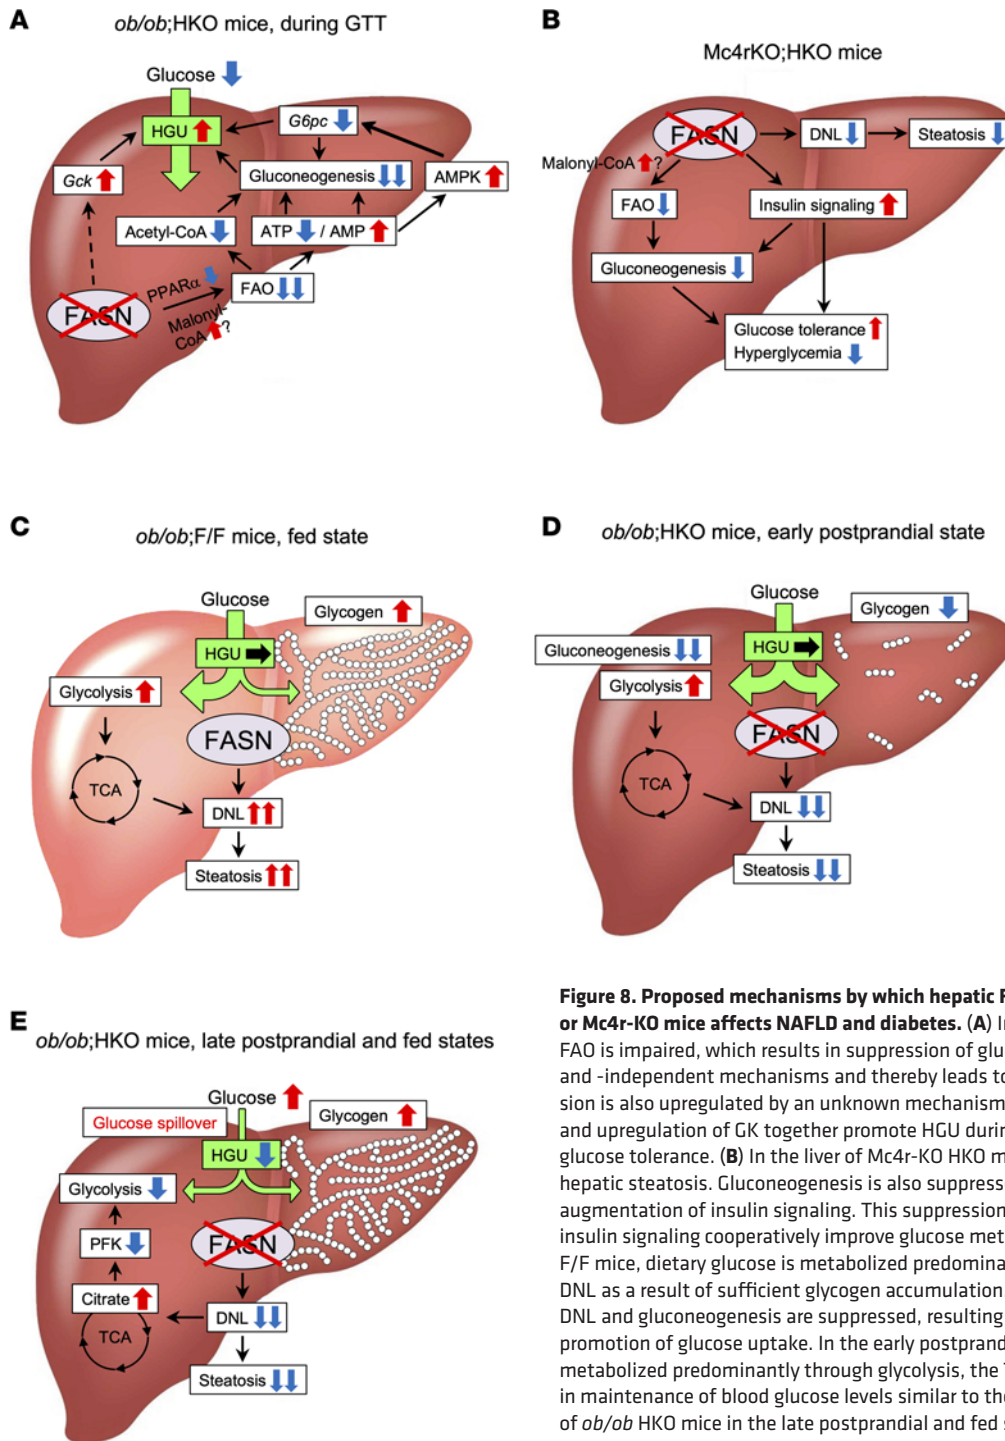 A
ob/ob;HKO mice, during GTT
Glucose
HGU
G6pc
Gck
Gluconeogenesis
AMPK
Acetyl-CoA
ATP / AMP
PPARα
FAO
FASN
Malonyl-
CoA ?
B
Mc4rKO;HKO mice
FASN
DNL
Steatosis
Malonyl-CoA ?
FAO
Insulin signaling
Gluconeogenesis
Glucose tolerance
Hyperglycemia
C
ob/ob;F/F mice, fed state
Glucose
Glycogen
HGU
Glycolysis
FASN
TCA
DNL
Steatosis
D
ob/ob;HKO mice, early postprandial state
Glucose
Glycogen
Gluconeogenesis
HGU
Glycolysis
FASN
TCA
DNL
Steatosis
E
ob/ob;HKO mice, late postprandial and fed states
Glucose
Glucose spillover
Glycogen
HGU
Glycolysis
PFK
FASN
Citrate
DNL
TCA
Steatosis
Figure 8. Proposed mechanisms by which hepatic F
or Mc4r-KO mice affects NAFLD and diabetes. (A) In
FAO is impaired, which results in suppression of glu
and -independent mechanisms and thereby leads to
sion is also upregulated by an unknown mechanism
and upregulation of GK together promote HGU durin
glucose tolerance. (B) In the liver of Mc4r-KO HKO m
hepatic steatosis. Gluconeogenesis is also suppresse
augmentation of insulin signaling. This suppression
insulin signaling cooperatively improve glucose met
F/F mice, dietary glucose is metabolized predomina
DNL as a result of sufficient glycogen accumulation.
DNL and gluconeogenesis are suppressed, resulting
promotion of glucose uptake. In the early postprand
metabolized predominantly through glycolysis, the
in maintenance of blood glucose levels similar to the
of ob/ob HKO mice in the late postprandial and fed s